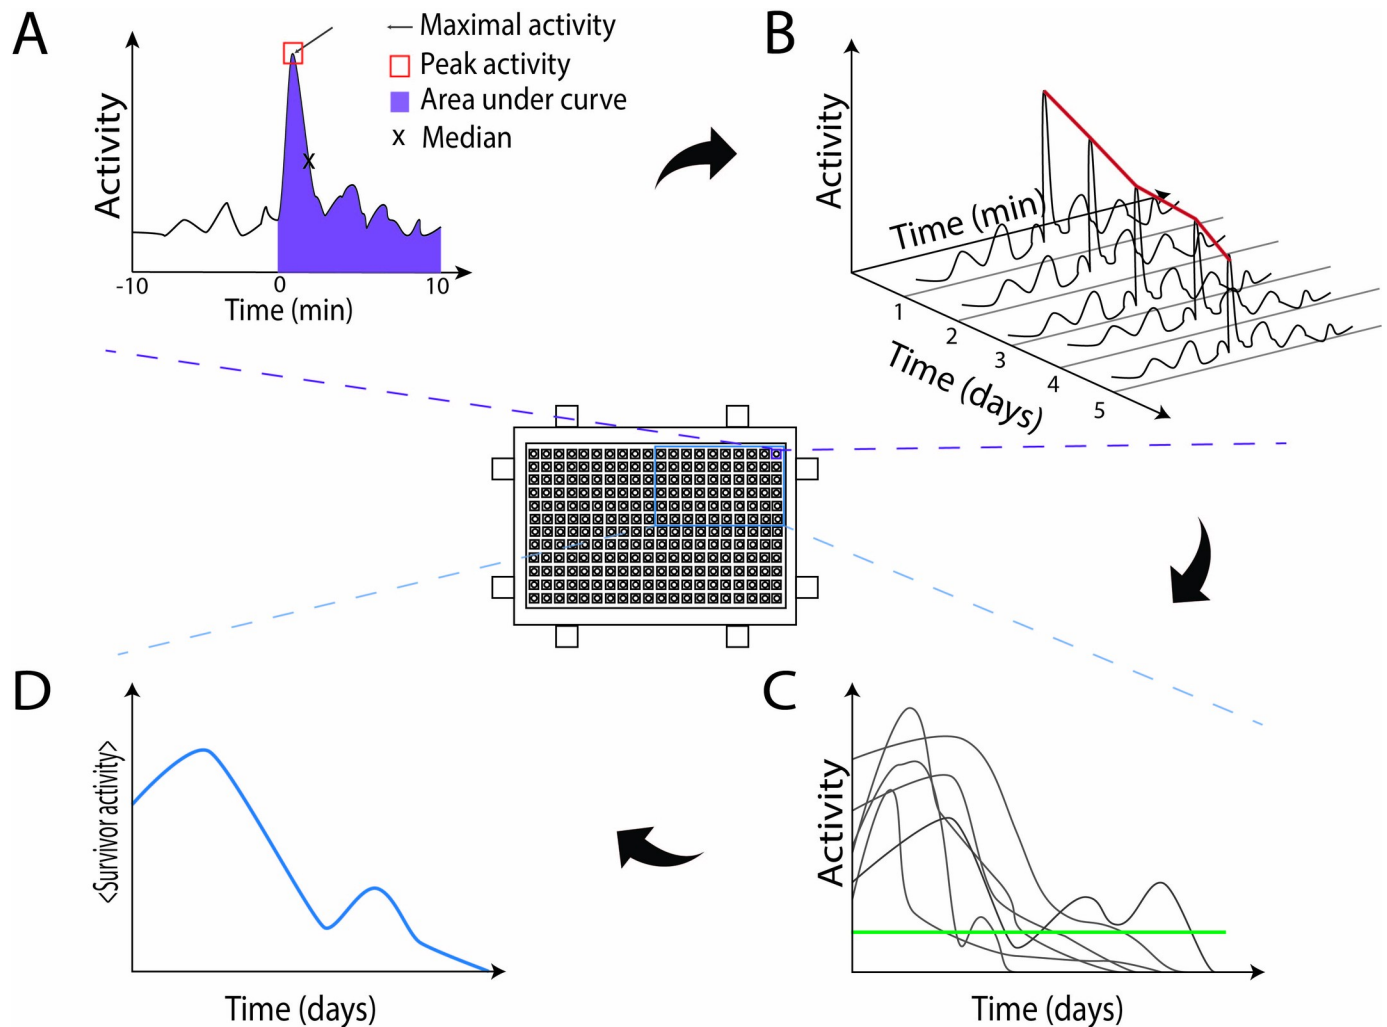 A
Activity
Maximal activity
Peak activity
Area under curve
x Median
x
-10 0 10
Time (min)
B
Activity
Time (min)
1
2
3
4
5
Time (days)
D
<Survivor activity>
Time (days)
C
Activity
Time (days)